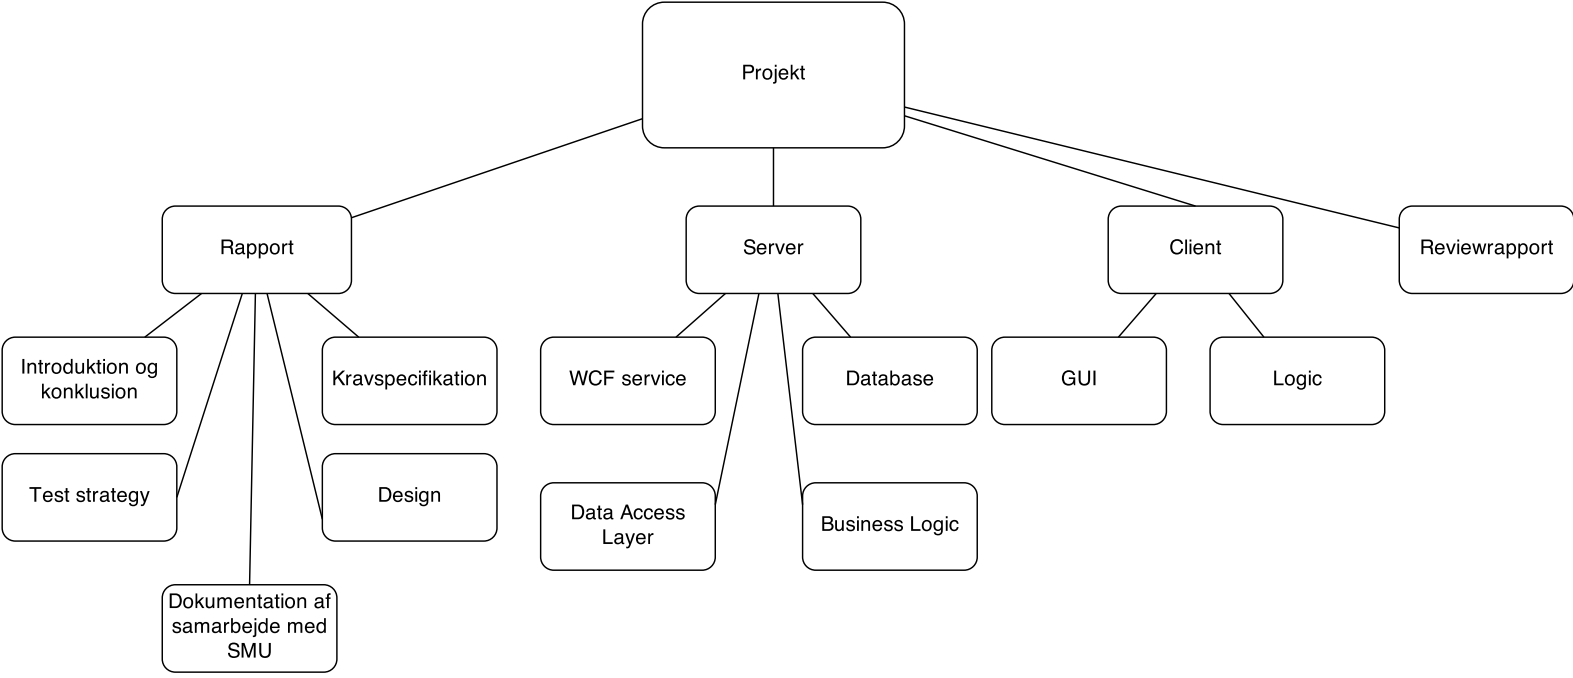 Projekt
Rapport
Server
Client
Reviewrapport
Introduktion og
konklusion
Kravspecifikation
WCF service
Database
GUI
Logic
Test strategy
Design
Data Access
Layer
Business Logic
Dokumentation af
samarbejde med
SMU